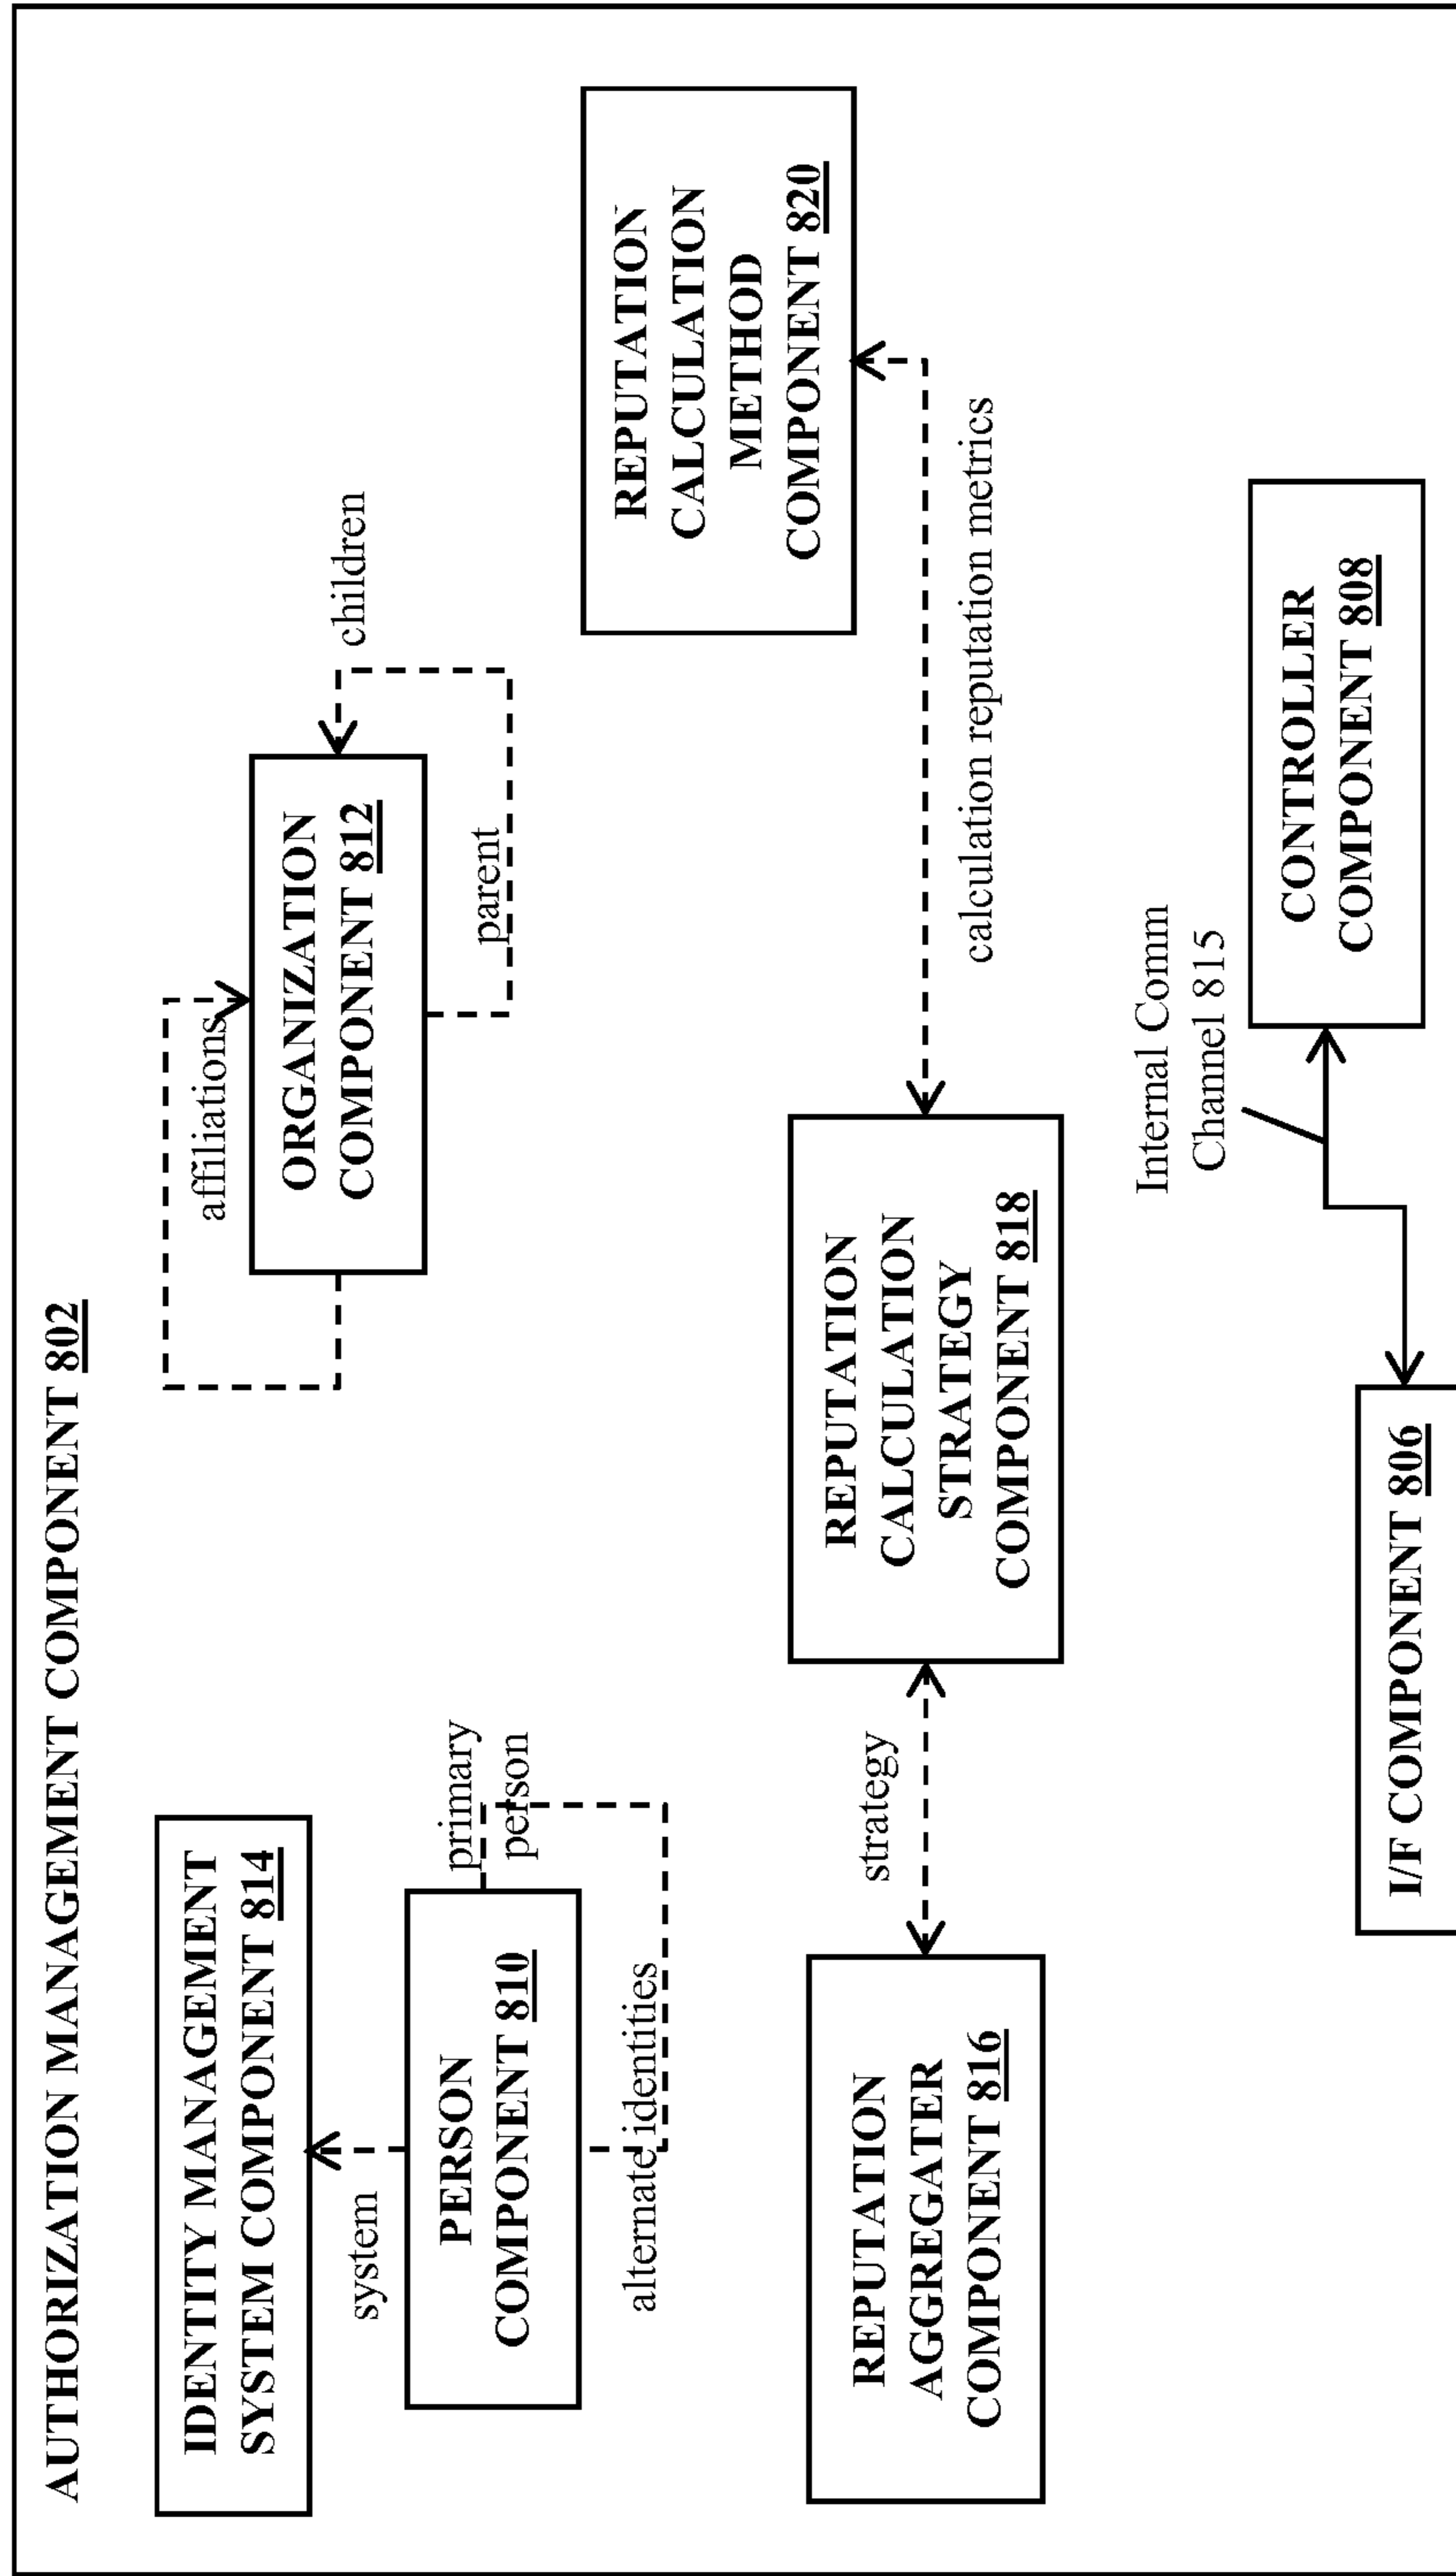 AUTHORIZATION MANAGEMENT COMPONENT 802
IDENTITY MANAGEMENT
SYSTEM COMPONENT 814
system
PERSON
COMPONENT 810
primary
person
alternate identities
affiliations
ORGANIZATION
COMPONENT 812
children
parent
REPUTATION
AGGREGATER
COMPONENT 816
strategy
REPUTATION
CALCULATION
STRATEGY
COMPONENT 818
calculation reputation metrics
REPUTATION
CALCULATION
METHOD
COMPONENT 820
Internal Comm
Channel 815
I/F COMPONENT 806
CONTROLLER
COMPONENT 808